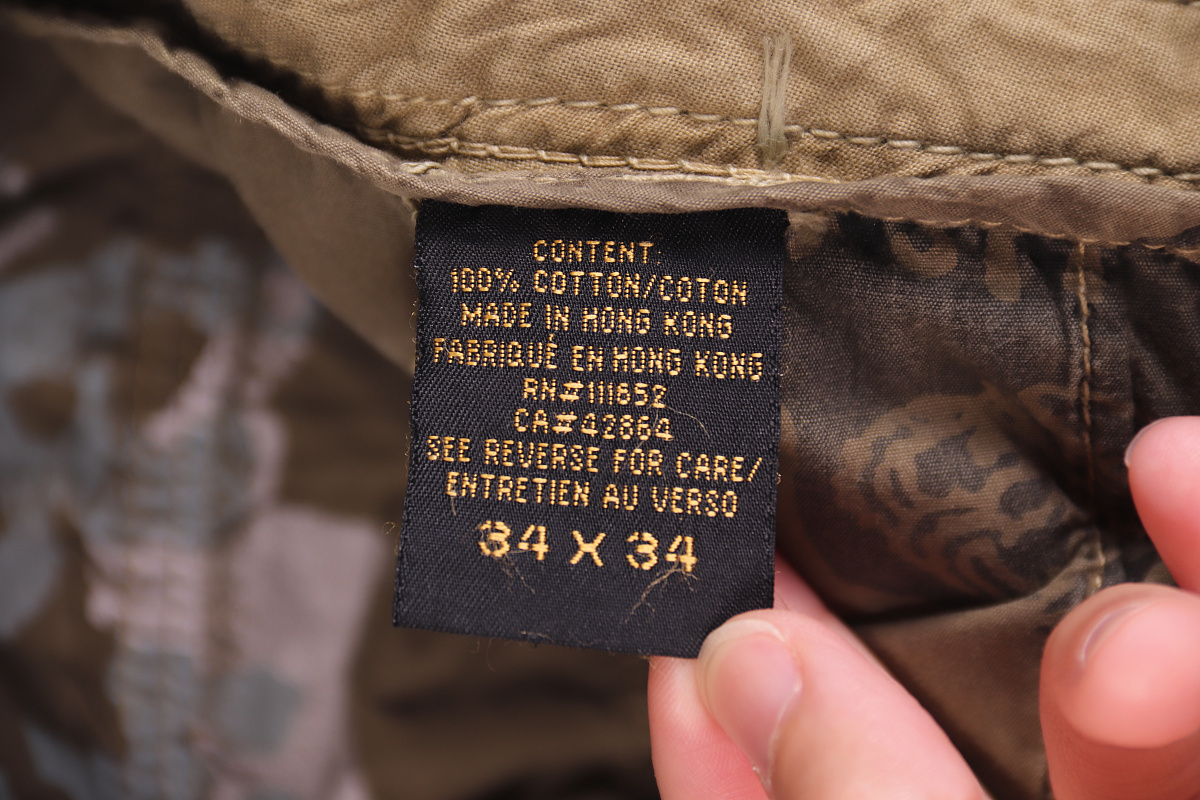 CONTENT:
100% COTTON/COTON
MADE IN HONG KONG
FABRIQUÉ EN HONG KONG
RN#111652
CA#42864
SEE REVERSE FOR CARE/
ENTRETIEN AU VERSO
34 X 34